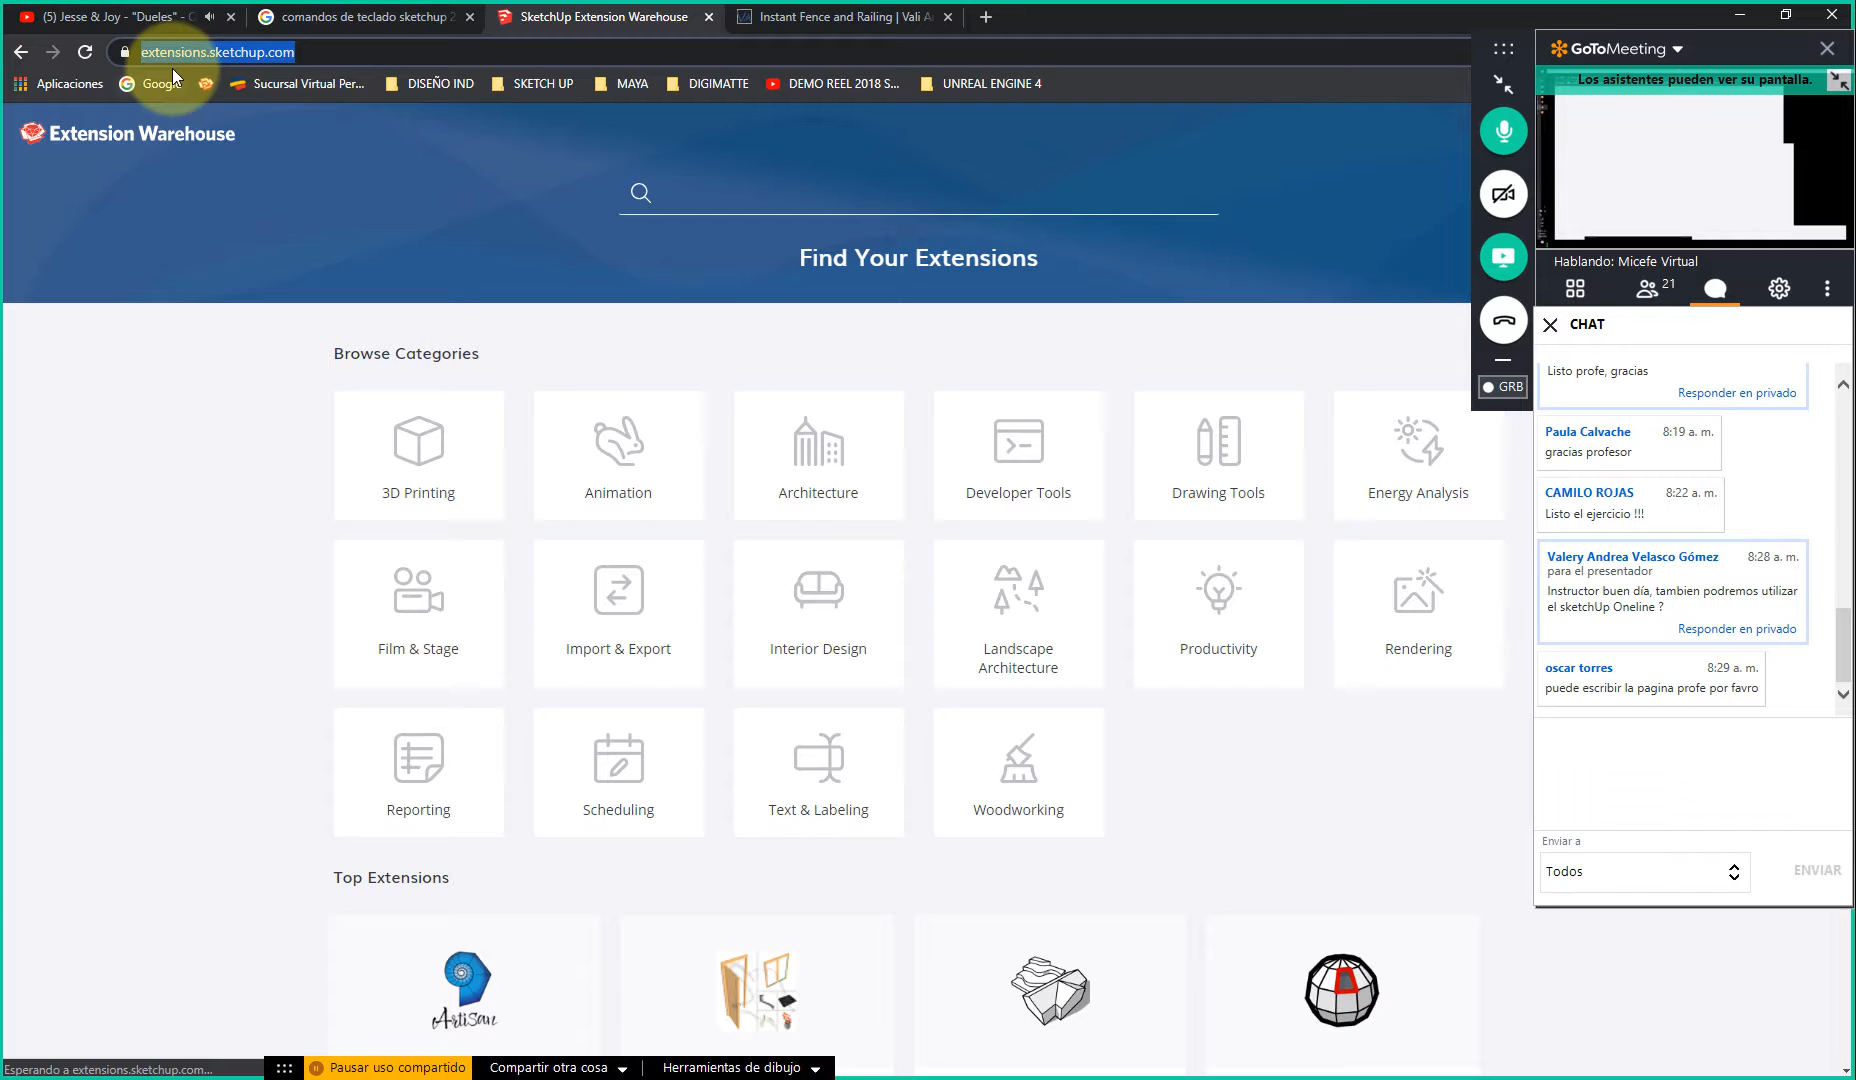 (5) Jesse & Joy - "Dueles" -
comandos de teclado sketchup 2
SketchUp Extension Warehouse
Instant Fence and Railing | Vali A
extensions.sketchup.com
Aplicaciones
Google
Sucursal Virtual Per...
DISEÑO IND
SKETCH UP
MAYA
DIGIMATTE
DEMO REEL 2018 S...
UNREAL ENGINE 4
Extension Warehouse
Find Your Extensions
Browse Categories
3D Printing
Animation
Architecture
Developer Tools
Drawing Tools
Energy Analysis
Film & Stage
Import & Export
Interior Design
Landscape
Architecture
Productivity
Rendering
Reporting
Scheduling
Text & Labeling
Woodworking
Top Extensions
Artisan
GoToMeeting
Los asistentes pueden ver su pantalla.
Hablando: Micefe Virtual
21
GRB
CHAT
Listo profe, gracias
Responder en privado
Paula Calvache 8:19 a. m.
gracias profesor
CAMILO ROJAS 8:22 a. m.
Listo el ejercicio !!!
Valery Andrea Velasco Gómez 8:28 a. m.
para el presentador
Instructor buen día, tambien podremos utilizar
el sketchUp Oneline ?
Responder en privado
oscar torres 8:29 a. m.
puede escribir la pagina profe por favro
Enviar a
Todos
ENVIAR
Esperando a extensions.sketchup.com...
Pausar uso compartido
Compartir otra cosa
Herramientas de dibujo